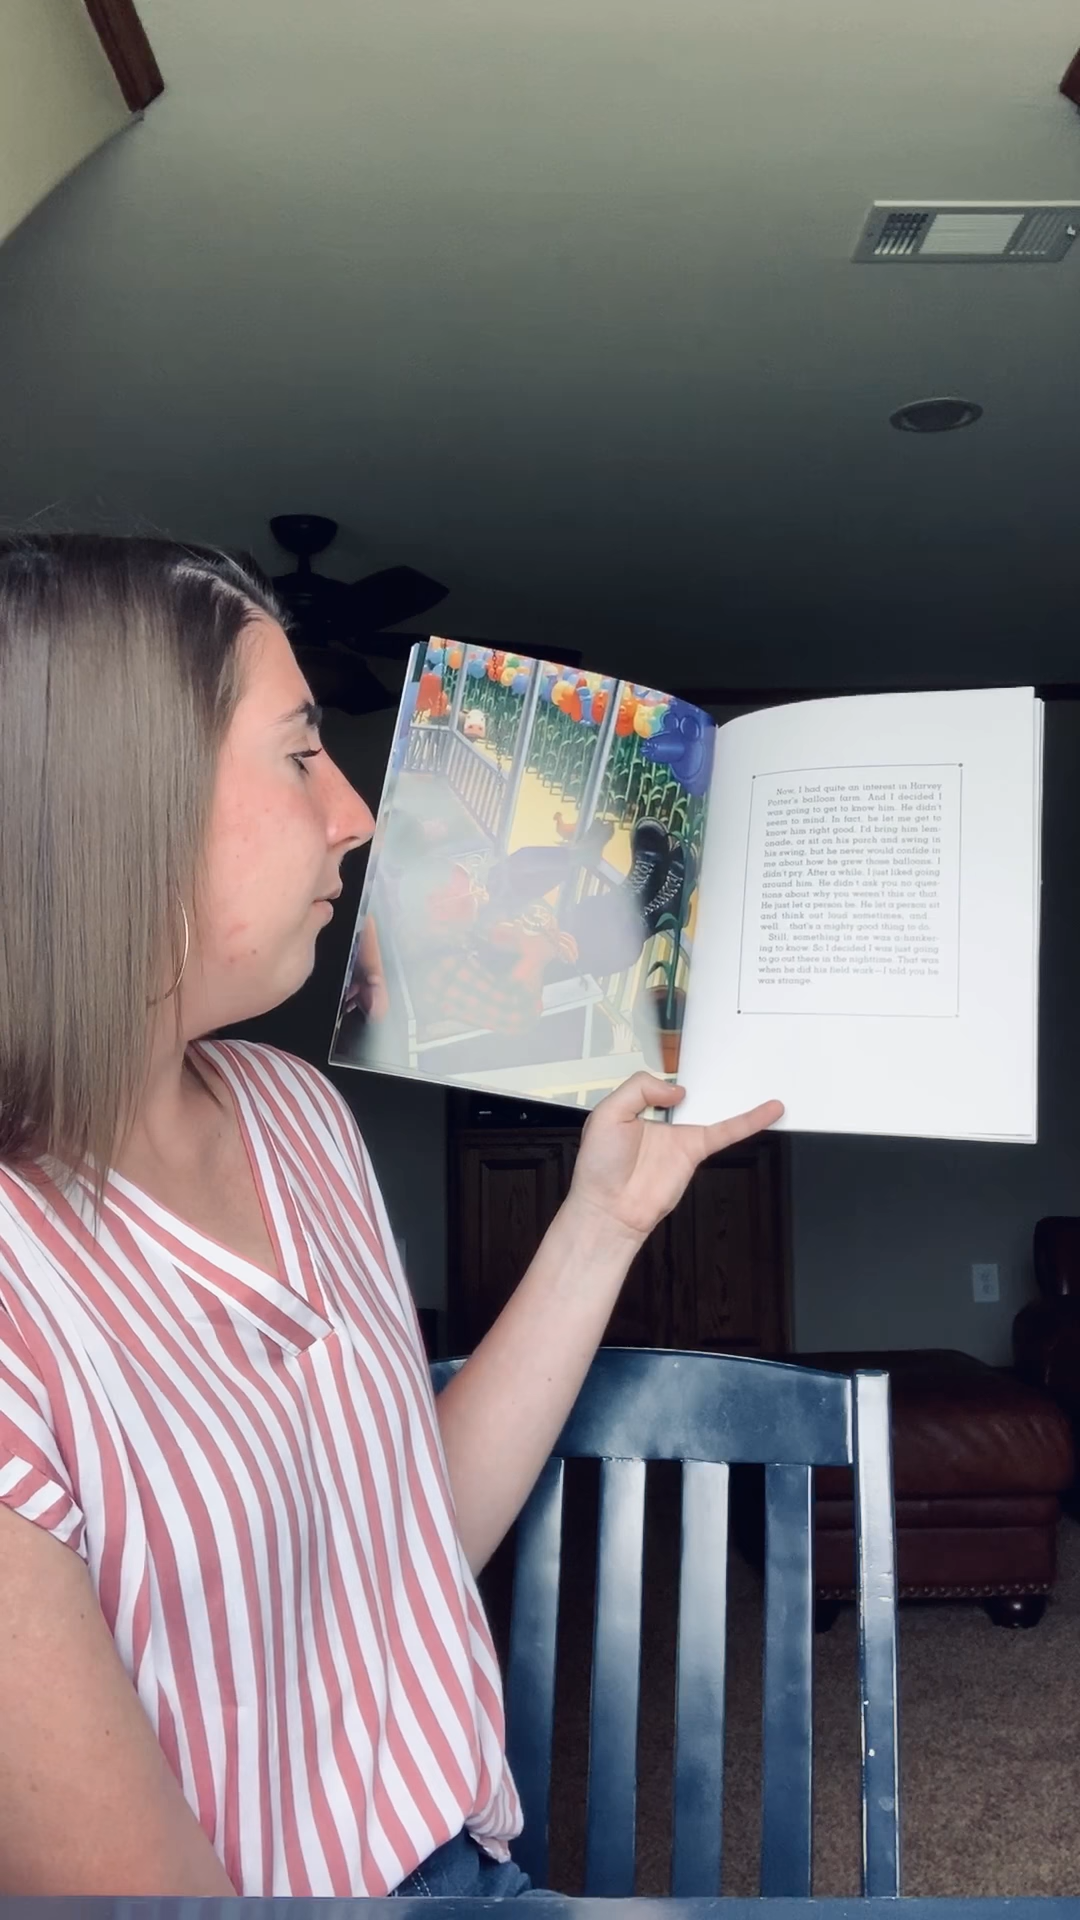 Now, I had quite an interest in Harvey
Potter's balloon farm. And I decided I
was going to get to know him. He didn't
seem to mind. In fact, he let me get to
know him right good. I'd bring him lem-
onade, or sit on his porch and swing in
his swing, but he never would confide in
me about how he grew those balloons. I
didn't pry. After a while, I just liked going
around him. He didn't ask you no ques-
tions about why you weren't this or that.
He just let a person be. He let a person sit
and think out loud sometimes, and...
well... that's a mighty good thing to do.
Still, something in me was a-hanker-
ing to know. So I decided I was just going
to go out there in the nighttime. That was
when he did his field work—I told you he
was strange.